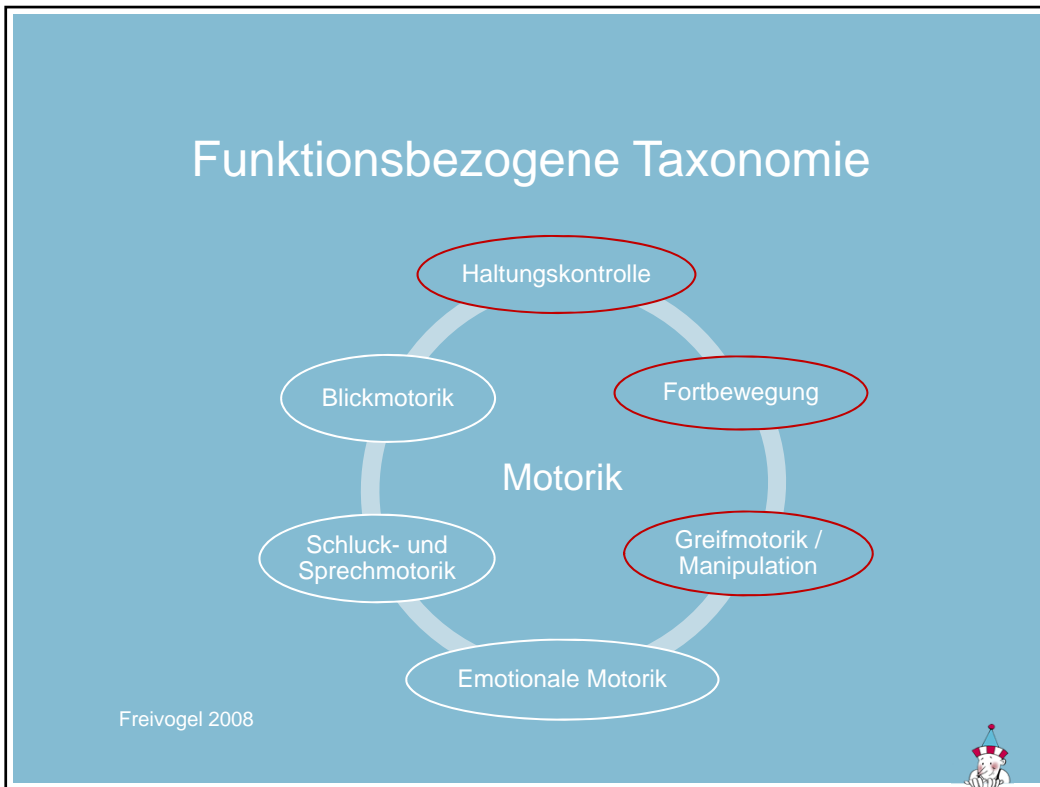 Funktionsbezogene Taxonomie
Haltungskontrolle
Blickmotorik
Fortbewegung
Motorik
Schluck- und
Sprechmotorik
Greifmotorik /
Manipulation
Emotionale Motorik
Freivogel 2008